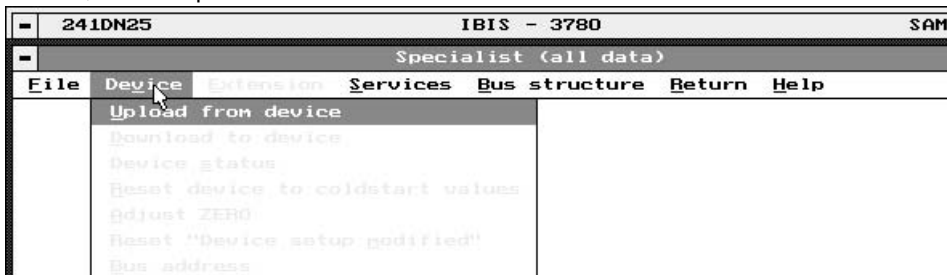 241DN25 IBIS - 3780 SAM
Specialist (all data)
File Device Extension Services Bus structure Return Help
Upload from device
Download to device
Device status
Reset device to coldstart values
Adjust ZERO
Reset "Device setup modified"
Bus address